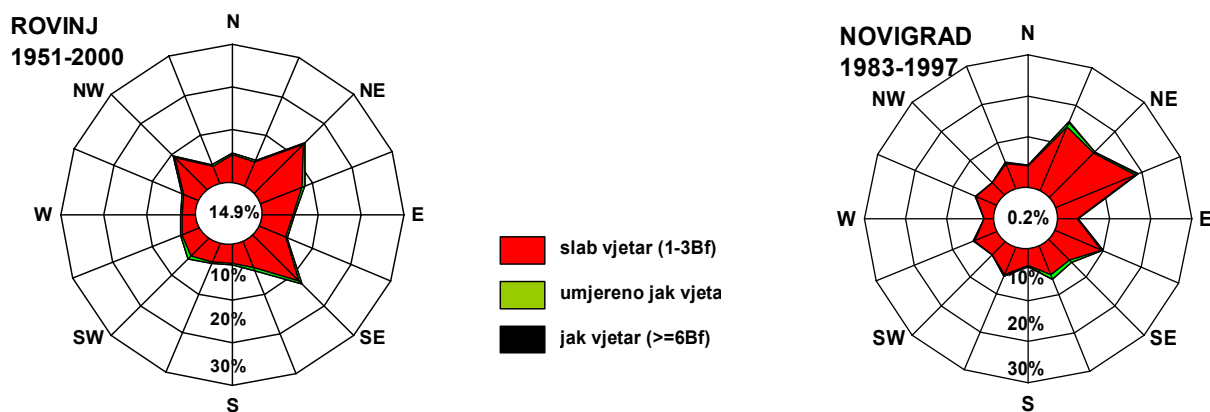 ROVINJ
1951-2000
N
NE
E
SE
S
SW
W
NW
14.9%
10%
20%
30%
slab vjetar (1-3Bf)
umjereno jak vjeta
jak vjetar (>=6Bf)
NOVIGRAD
1983-1997
N
NE
E
SE
S
SW
W
NW
0.2%
10%
20%
30%